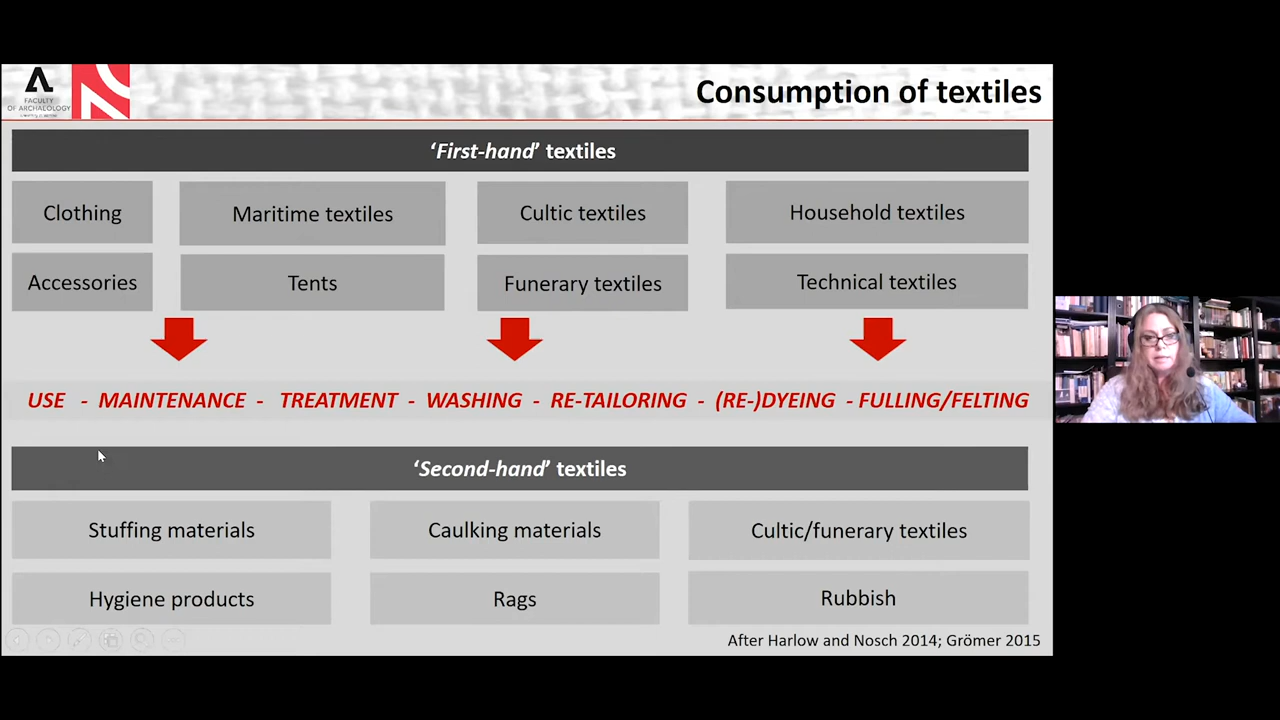 FACULTY
OF ARCHAEOLOGY
Consumption of textiles
‘First-hand’ textiles
Clothing
Maritime textiles
Cultic textiles
Household textiles
Accessories
Tents
Funerary textiles
Technical textiles
USE - MAINTENANCE - TREATMENT - WASHING - RE-TAILORING - (RE-)DYEING - FULLING/FELTING
‘Second-hand’ textiles
Stuffing materials
Caulking materials
Cultic/funerary textiles
Hygiene products
Rags
Rubbish
After Harlow and Nosch 2014; Grömer 2015